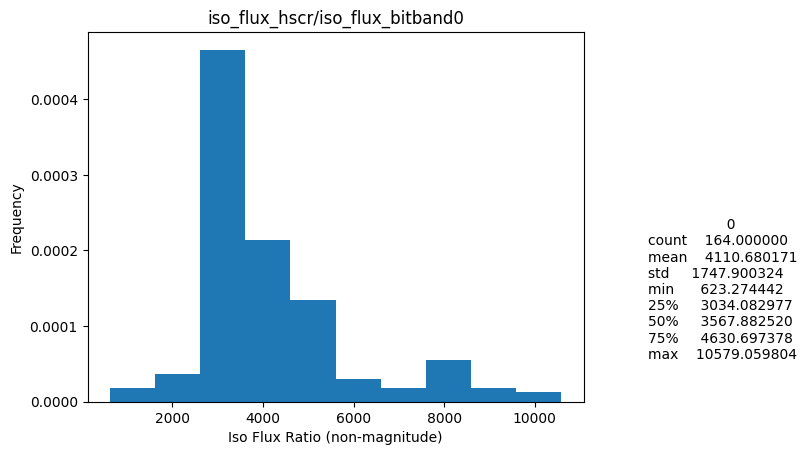 iso_flux_hscr/iso_flux_bitband0
Frequency
0.0004
0.0003
0.0002
0.0001
0.0000
2000 4000 6000 8000 10000
Iso Flux Ratio (non-magnitude)
0
count 164.000000
mean 4110.680171
std 1747.900324
min 623.274442
25% 3034.082977
50% 3567.882520
75% 4630.697378
max 10579.059804